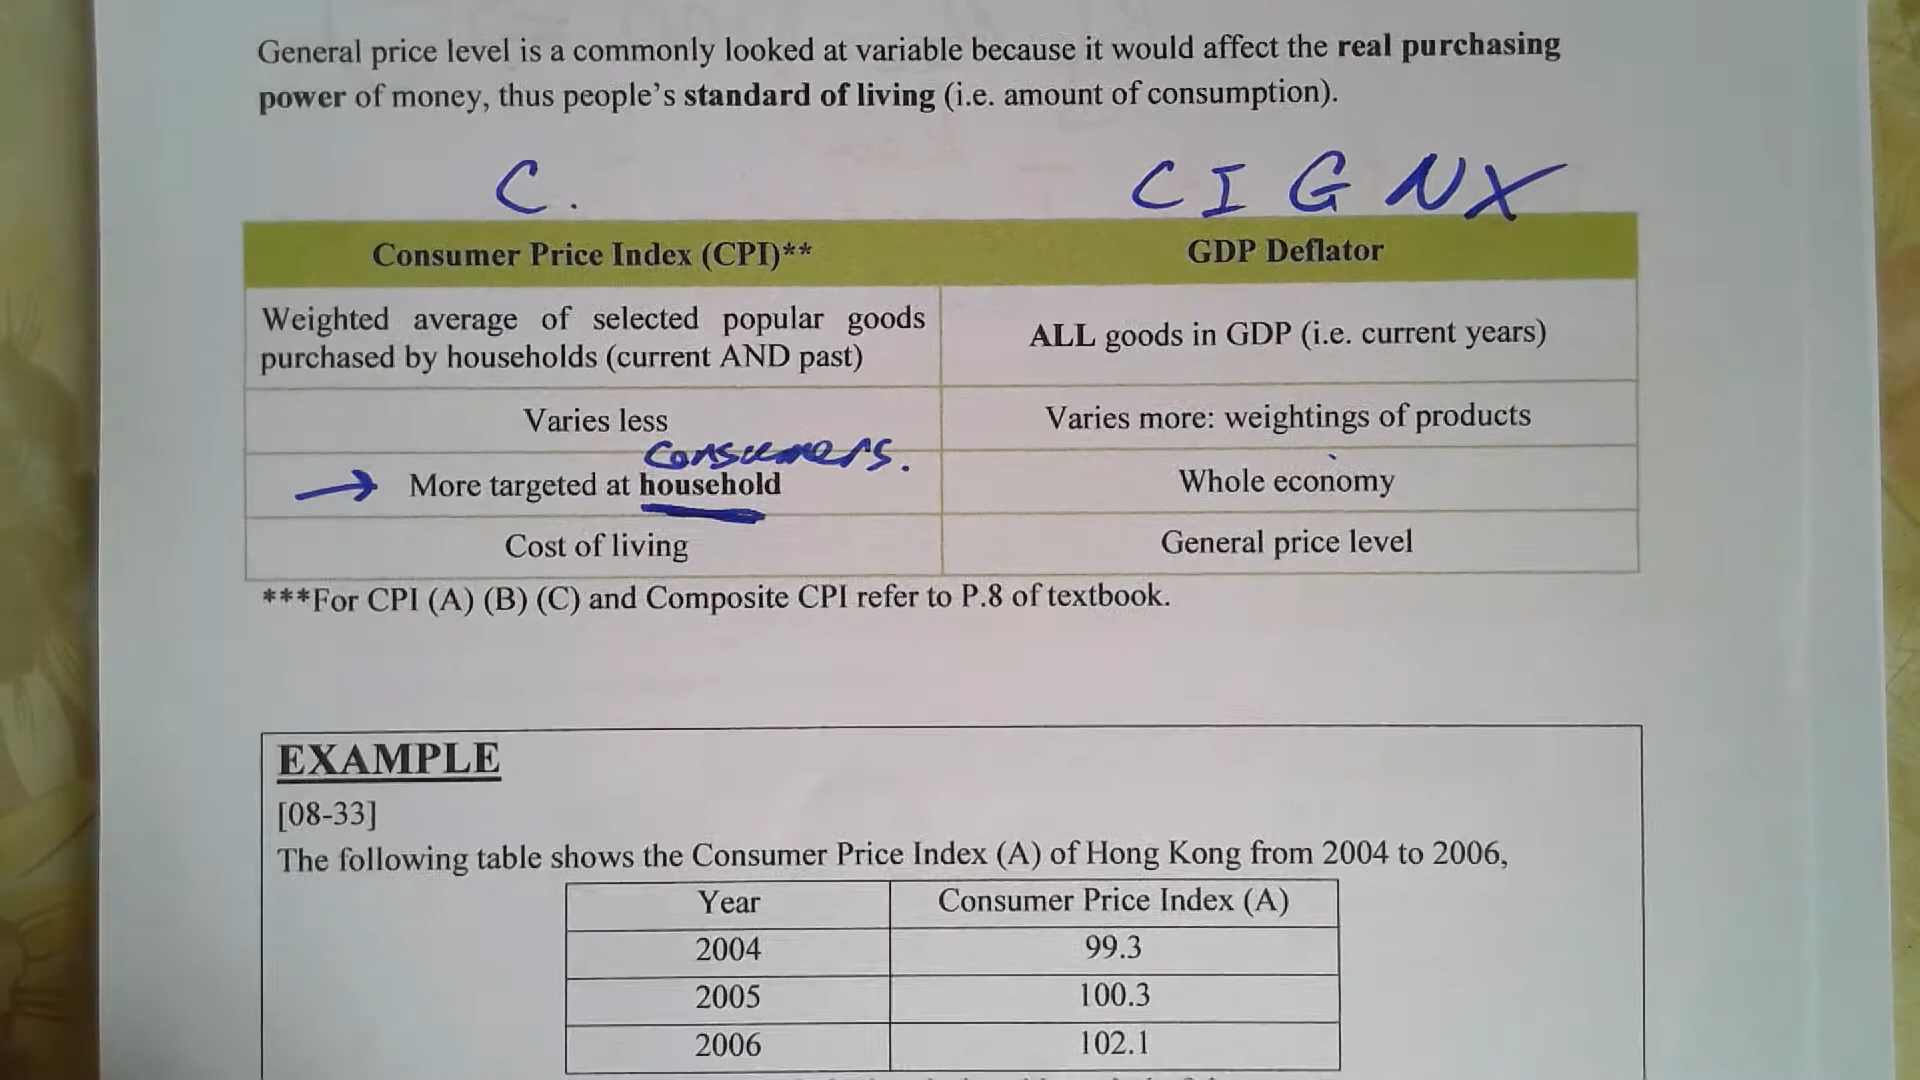 General price level is a commonly looked at variable because it would affect the real purchasing
power of money, thus people's standard of living (i.e. amount of consumption).
C.
C I G NX
Consumer Price Index (CPI)**
GDP Deflator
Weighted average of selected popular goods
purchased by households (current AND past)
ALL goods in GDP (i.e. current years)
Varies less
Varies more: weightings of products
consumers.
→ More targeted at household
Whole economy
Cost of living
General price level
***For CPI (A) (B) (C) and Composite CPI refer to P.8 of textbook.
EXAMPLE
[08-33]
The following table shows the Consumer Price Index (A) of Hong Kong from 2004 to 2006,
Year
Consumer Price Index (A)
2004
99.3
2005
100.3
2006
102.1